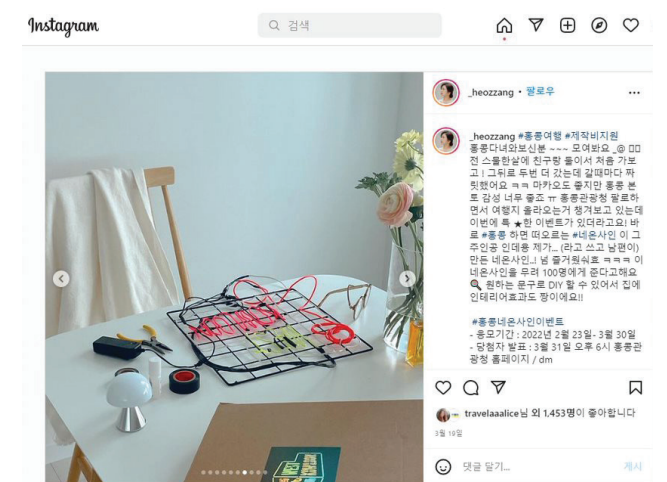 Instagram
검색
_heozzang • 팔로우
_heozzang #홍콩여행 #제작비지원
홍콩다녀와보신분 ~~~ 모여봐요 _@
전 스물한살에 친구랑 둘이서 처음 가보
고 ! 그뒤로 두번 더 갔는데 갈때마다 짜
릿했어요 ㅋㅋ 마카오도 좋지만 홍콩 본
토 감성 너무 좋죠 ㅠ 홍콩관광청 팔로하
면서 여행지 올라오는거 챙겨보고 있는데
이번에 특 ★한 이벤트가 있더라고요! 바
로 #홍콩 하면 떠오르는 #네온사인 이 그
주인공 인데용 제가... (라고 쓰고 남편이)
만든 네온사인..! 넘 즐거원숴효 ㅋㅋㅋ 이
네온사인을 무려 100명에게 준다고해요
원하는 문구로 DIY 할 수 있어서 집에
인테리어효과도 짱이에요!!
#홍콩네온사인이벤트
- 응모기간 : 2022년 2월 23일- 3월 30일
- 당첨자 발표 : 3월 31일 오후 6시 홍콩관
광청 홈페이지 / dm
travelaaalice님 외 1,453명이 좋아합니다
3월 19일
댓글 달기...
게시